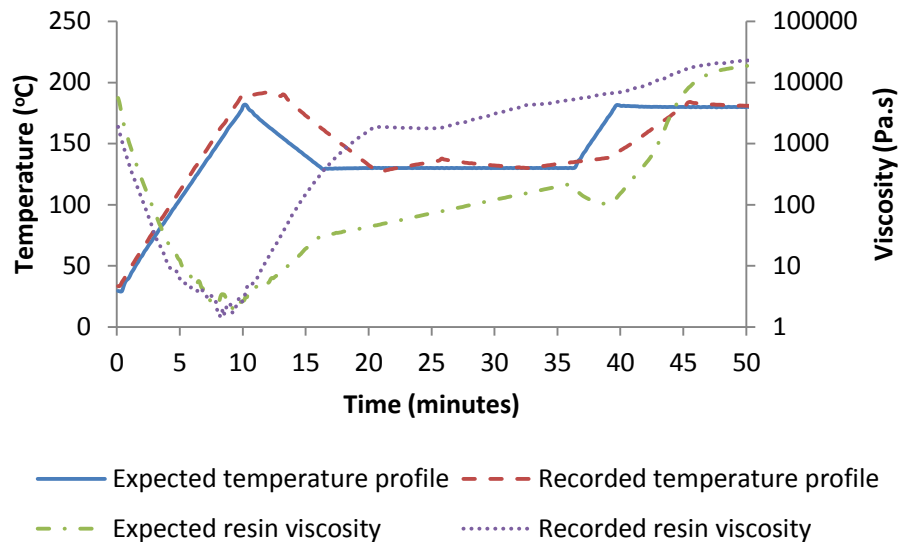 250
200
150
100
50
0
Temperature (°C)
100000
10000
1000
100
10
1
Viscosity (Pa.s)
0 5 10 15 20 25 30 35 40 45 50
Time (minutes)
Expected temperature profile Recorded temperature profile
Expected resin viscosity Recorded resin viscosity